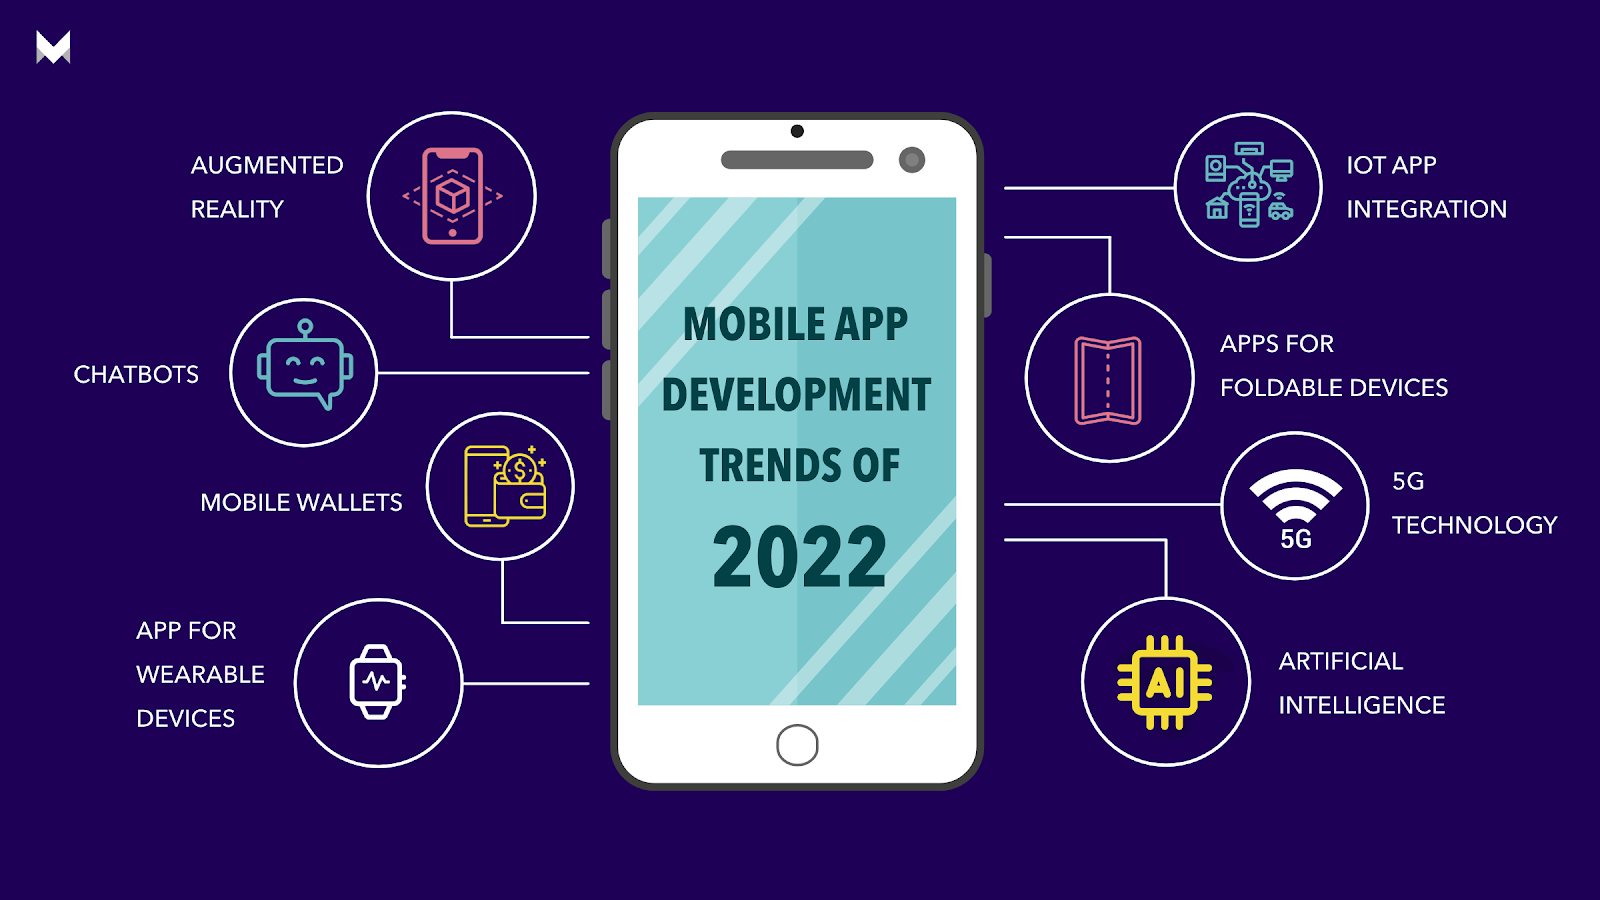 AUGMENTED
REALITY
CHATBOTS
MOBILE WALLETS
APP FOR
WEARABLE
DEVICES
MOBILE APP
DEVELOPMENT
TRENDS OF
2022
IOT APP
INTEGRATION
APPS FOR
FOLDABLE DEVICES
5G
5G
TECHNOLOGY
AI
ARTIFICIAL
INTELLIGENCE